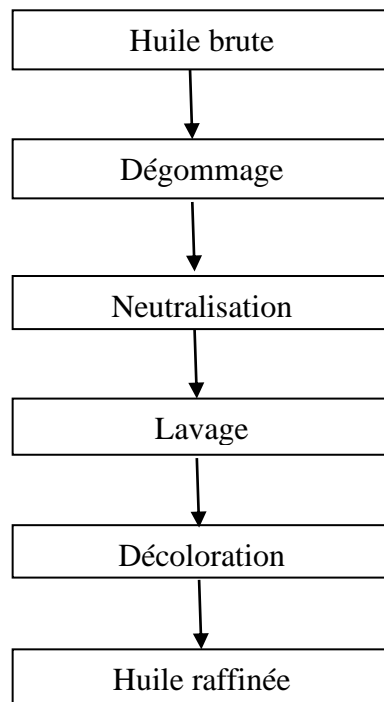 Huile brute
Dégommage
Neutralisation
Lavage
Décoloration
Huile raffinée